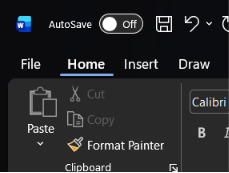 W AutoSave Off
File Home Insert Draw
Cut
Copy
Paste
Format Painter
Clipboard
Calibri
B I